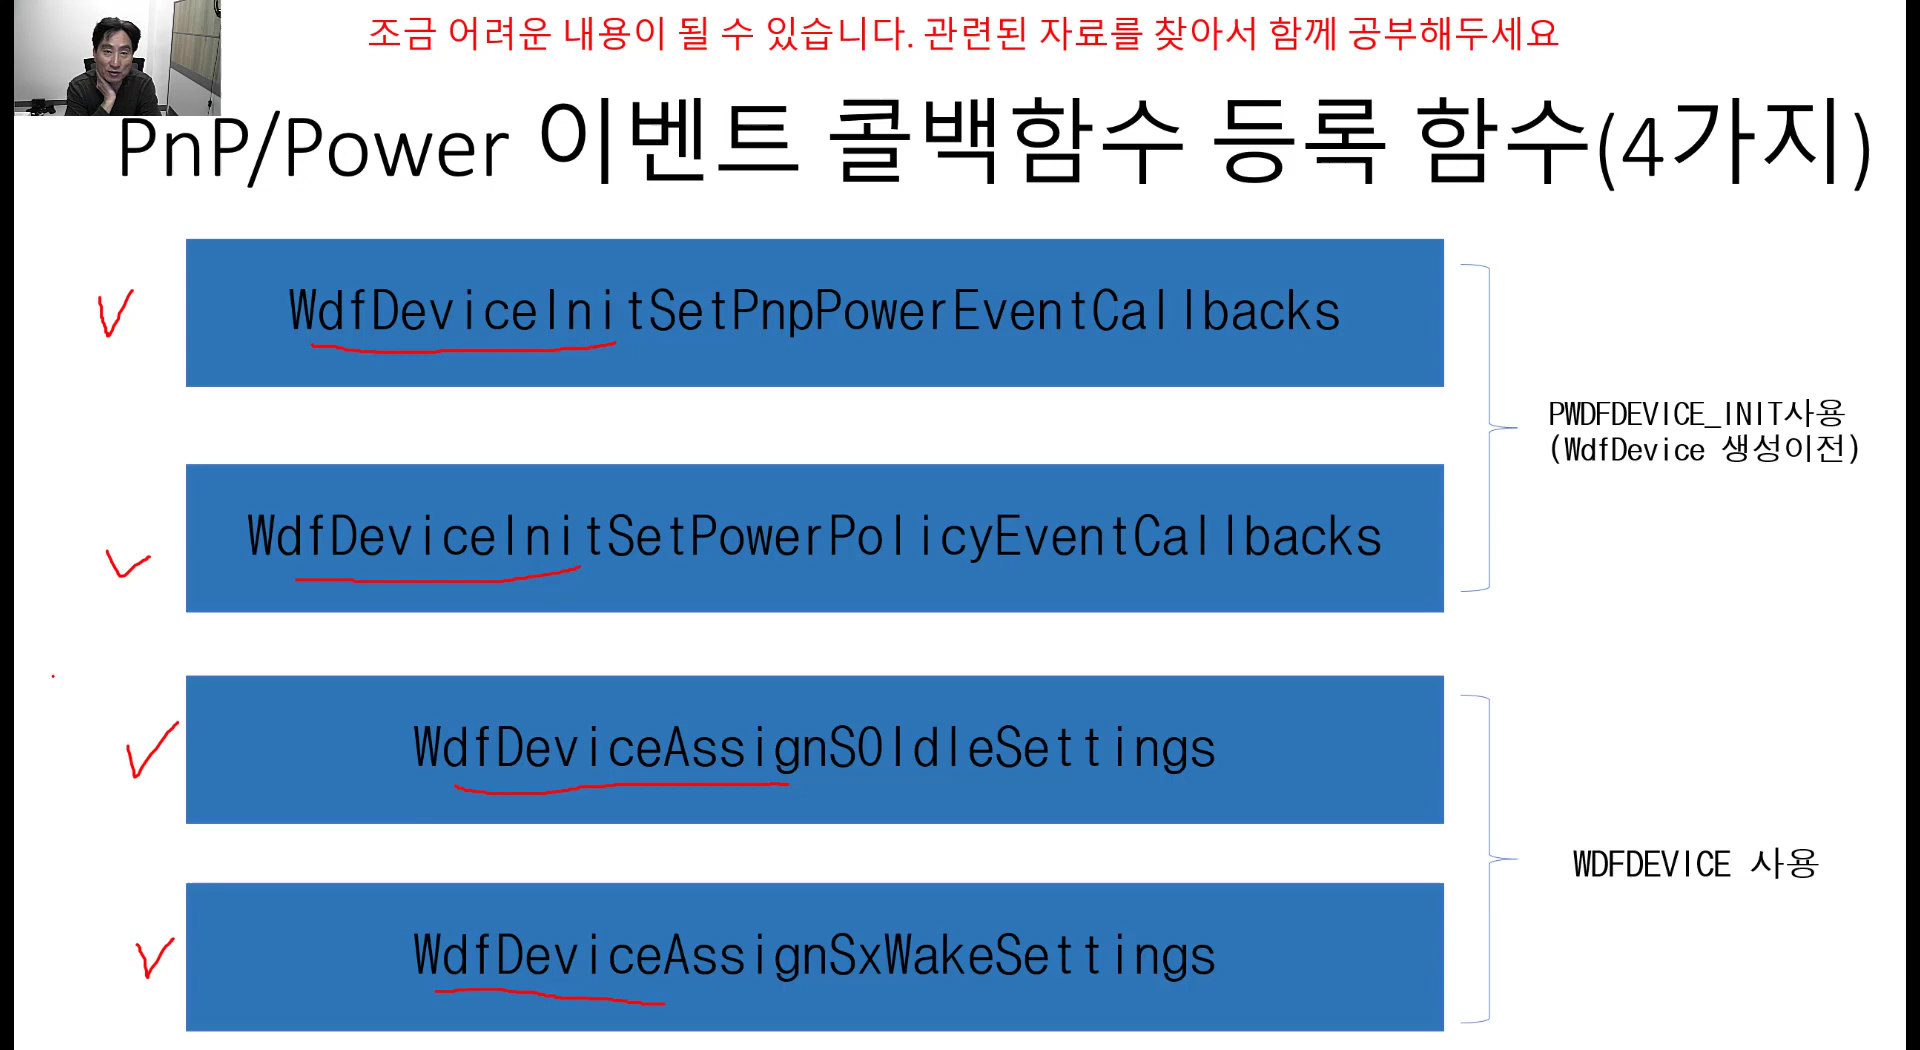 조금 어려운 내용이 될 수 있습니다. 관련된 자료를 찾아서 함께 공부해두세요
PnP/Power 이벤트 콜백함수 등록 함수(4가지)
WdfDeviceInitSetPnpPowerEventCallbacks
PWDFDEVICE_INIT사용
(WdfDevice 생성이전)
WdfDeviceInitSetPowerPolicyEventCallbacks
WdfDeviceAssignS0IdleSettings
WDFDEVICE 사용
WdfDeviceAssignSxWakeSettings